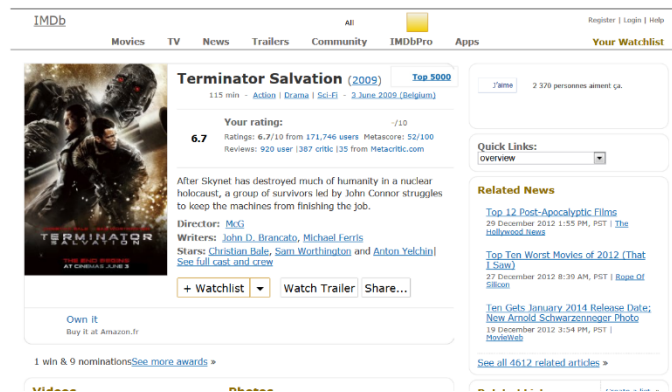 IMDb
All
Register | Login | Help
Movies TV News Trailers Community IMDbPro Apps
Your Watchlist
Terminator Salvation (2009)
Top 5000
115 min - Action | Drama | Sci-Fi - 3 June 2009 (Belgium)
Your rating: -/10
6.7
Ratings: 6.7/10 from 171,746 users Metascore: 52/100
Reviews: 920 user |387 critic |35 from Metacritic.com
After Skynet has destroyed much of humanity in a nuclear
holocaust, a group of survivors led by John Connor struggles
to keep the machines from finishing the job.
Director: McG
Writers: John D. Brancato, Michael Ferris
Stars: Christian Bale, Sam Worthington and Anton Yelchin|
See full cast and crew
+ Watchlist
Watch Trailer
Share...
TERMINATOR
SALVATION
THE END BEGINS
AT CINEMAS JUNE 3
Own it
Buy it at Amazon.fr
1 win & 9 nominationsSee more awards »
Videos
Photos
J'aime
2 370 personnes aiment ça.
Quick Links:
overview
Related News
Top 12 Post-Apocalyptic Films
29 December 2012 1:55 PM, PST | The
Hollywood News
Top Ten Worst Movies of 2012 (That
I Saw)
27 December 2012 8:39 AM, PST | Rope Of
Silicon
Ten Gets January 2014 Release Date;
New Arnold Schwarzenneger Photo
19 December 2012 3:54 PM, PST |
MovieWeb
See all 4612 related articles »